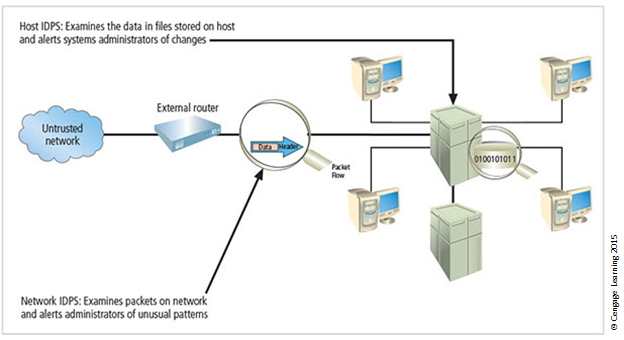 Host IDPS: Examines the data in files stored on host
and alerts systems administrators of changes
External router
Untrusted
network
Data
Header
Packet
Flow
0100101011
Network IDPS: Examines packets on network
and alerts administrators of unusual patterns
© Cengage Learning 2015